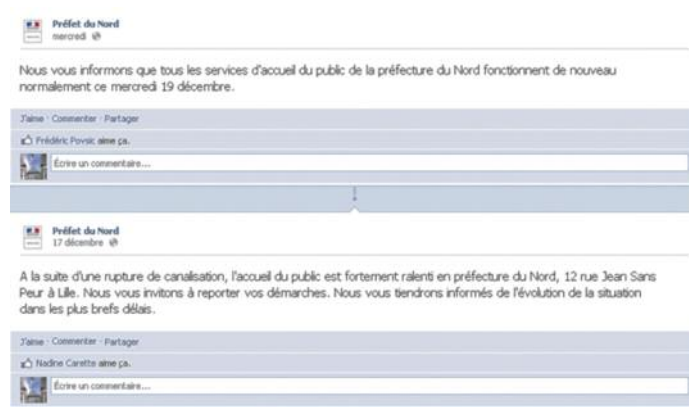 Préfet du Nord
mercredi
Nous vous informons que tous les services d'accueil du public de la préfecture du Nord fonctionnent de nouveau
normalement ce mercredi 19 décembre.
J'aime · Commenter · Partager
Frédéric Povsic aime ça.
Écrire un commentaire...
Préfet du Nord
17 décembre
A la suite d'une rupture de canalisation, l'accueil du public est fortement ralenti en préfecture du Nord, 12 rue Jean Sans
Peur à Lille. Nous vous invitons à reporter vos démarches. Nous vous tiendrons informés de l'évolution de la situation
dans les plus brefs délais.
J'aime · Commenter · Partager
Nadine Carette aime ça.
Écrire un commentaire...